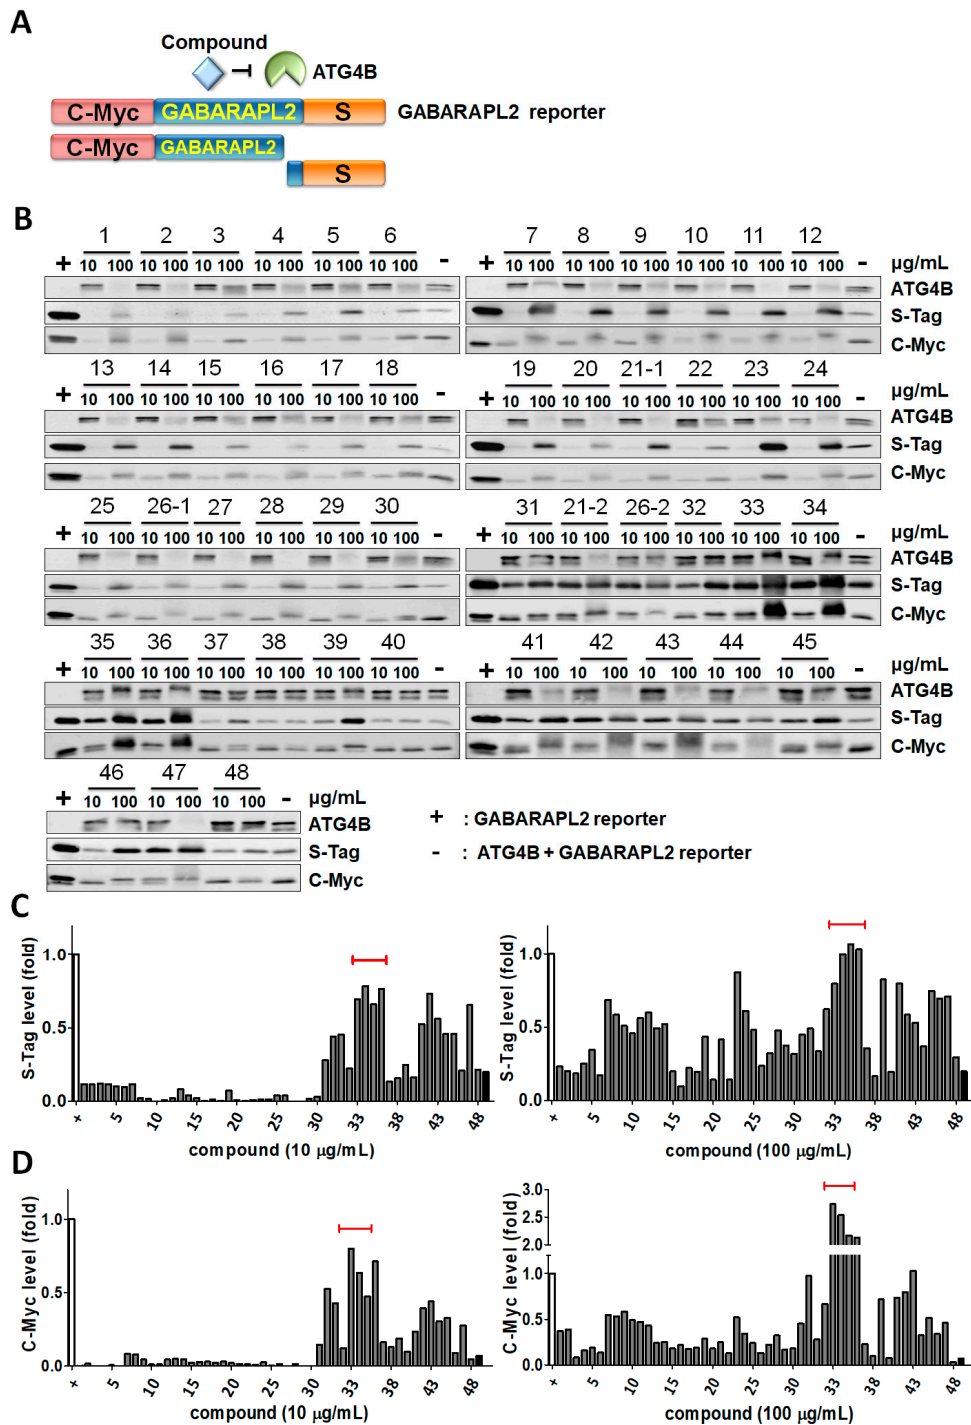 A
Compound
ATG4B
C-Myc GABARAPL2 S GABARAPL2 reporter
C-Myc GABARAPL2
S
B
1 2 3 4 5 6 7 8 9 10 11 12
+ 10 100 10 100 10 100 10 100 10 100 10 100 - + 10 100 10 100 10 100 10 100 10 100 10 100 - µg/mL
ATG4B
S-Tag
C-Myc
13 14 15 16 17 18 19 20 21-1 22 23 24
+ 10 100 10 100 10 100 10 100 10 100 10 100 - + 10 100 10 100 10 100 10 100 10 100 10 100 - µg/mL
ATG4B
S-Tag
C-Myc
25 26-1 27 28 29 30 31 21-2 26-2 32 33 34
+ 10 100 10 100 10 100 10 100 10 100 10 100 - + 10 100 10 100 10 100 10 100 10 100 10 100 - µg/mL
ATG4B
S-Tag
C-Myc
35 36 37 38 39 40 41 42 43 44 45
+ 10 100 10 100 10 100 10 100 10 100 10 100 - + 10 100 10 100 10 100 10 100 10 100 - µg/mL
ATG4B
S-Tag
C-Myc
46 47 48
+ 10 100 10 100 10 100 - µg/mL
ATG4B
S-Tag
C-Myc
+ : GABARAPL2 reporter
- : ATG4B + GABARAPL2 reporter
C
S-Tag level (fold)
1.0
0.5
0.0
+ 5 10 15 20 25 30 33 38 43 48
compound (10 µg/mL)
S-Tag level (fold)
1.0
0.5
0.0
+ 5 10 15 20 25 30 33 38 43 48
compound (100 µg/mL)
D
C-Myc level (fold)
1.0
0.5
0.0
+ 5 10 15 20 25 30 33 38 43 48
compound (10 µg/mL)
C-Myc level (fold)
3.0
2.5
2.0
1.0
0.5
0.0
+ 5 10 15 20 25 30 33 38 43 48
compound (100 µg/mL)